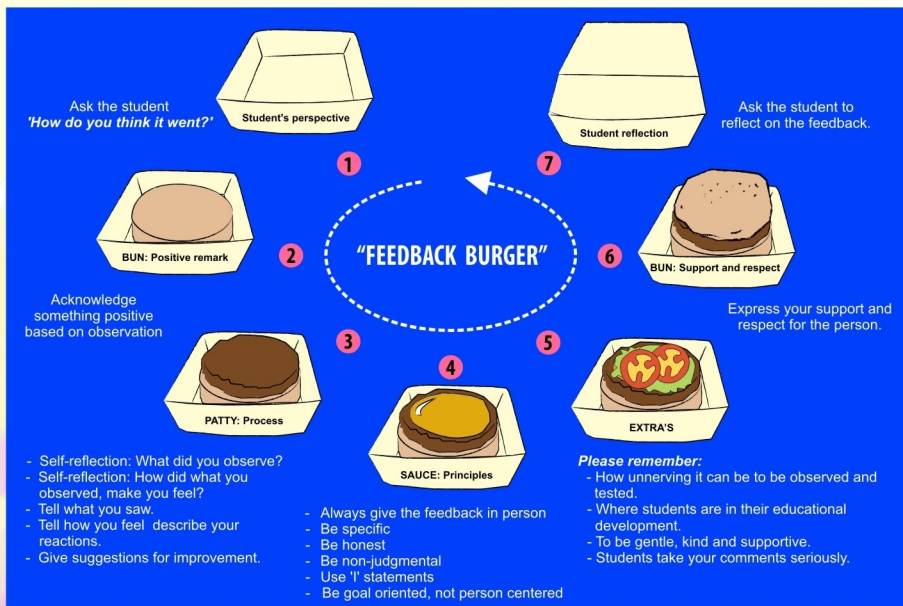 Ask the student
'How do you think it went?'
Student's perspective
1
BUN: Positive remark
2
Acknowledge
something positive
based on observation
PATTY: Process
3
- Self-reflection: What did you observe?
- Self-reflection: How did what you
observed, make you feel?
- Tell what you saw.
- Tell how you feel describe your
reactions.
- Give suggestions for improvement.
4
SAUCE: Principles
- Always give the feedback in person
- Be specific
- Be honest
- Be non-judgmental
- Use 'I' statements
- Be goal oriented, not person centered
5
EXTRA'S
Please remember:
- How unnerving it can be to be observed and
tested.
- Where students are in their educational
development.
- To be gentle, kind and supportive.
- Students take your comments seriously.
6
BUN: Support and respect
Express your support and
respect for the person.
7
Student reflection
Ask the student to
reflect on the feedback.
"FEEDBACK BURGER"